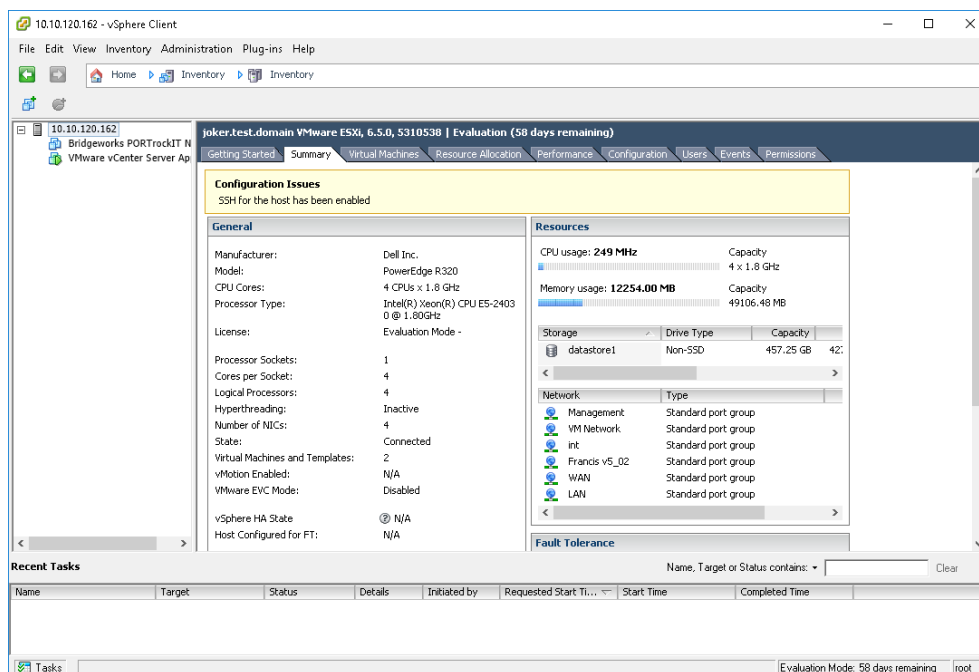 10.10.120.162 - vSphere Client
File Edit View Inventory Administration Plug-ins Help
Home Inventory Inventory
10.10.120.162
Bridgeworks PORTrockIT N
VMware vCenter Server Ap
joker.test.domain VMware ESXi, 6.5.0, 5310538 | Evaluation (58 days remaining)
Getting Started Summary Virtual Machines Resource Allocation Performance Configuration Users Events Permissions
Configuration Issues
SSH for the host has been enabled
General
Manufacturer: Dell Inc.
Model: PowerEdge R320
CPU Cores: 4 CPUs x 1.8 GHz
Processor Type: Intel(R) Xeon(R) CPU E5-2403
0 @ 1.80GHz
License: Evaluation Mode -
Processor Sockets: 1
Cores per Socket: 4
Logical Processors: 4
Hyperthreading: Inactive
Number of NICs: 4
State: Connected
Virtual Machines and Templates: 2
vMotion Enabled: N/A
VMware EVC Mode: Disabled
vSphere HA State N/A
Host Configured for FT: N/A
Resources
CPU usage: 249 MHz Capacity
4 x 1.8 GHz
Memory usage: 12254.00 MB Capacity
49106.48 MB
Storage Drive Type Capacity
datastore1 Non-SSD 457.25 GB 427
Network Type
Management Standard port group
VM Network Standard port group
int Standard port group
Francis v5_02 Standard port group
WAN Standard port group
LAN Standard port group
Fault Tolerance
Recent Tasks
Name, Target or Status contains: Clear
Name Target Status Details Initiated by Requested Start Ti... Start Time Completed Time
Tasks
Evaluation Mode: 58 days remaining root